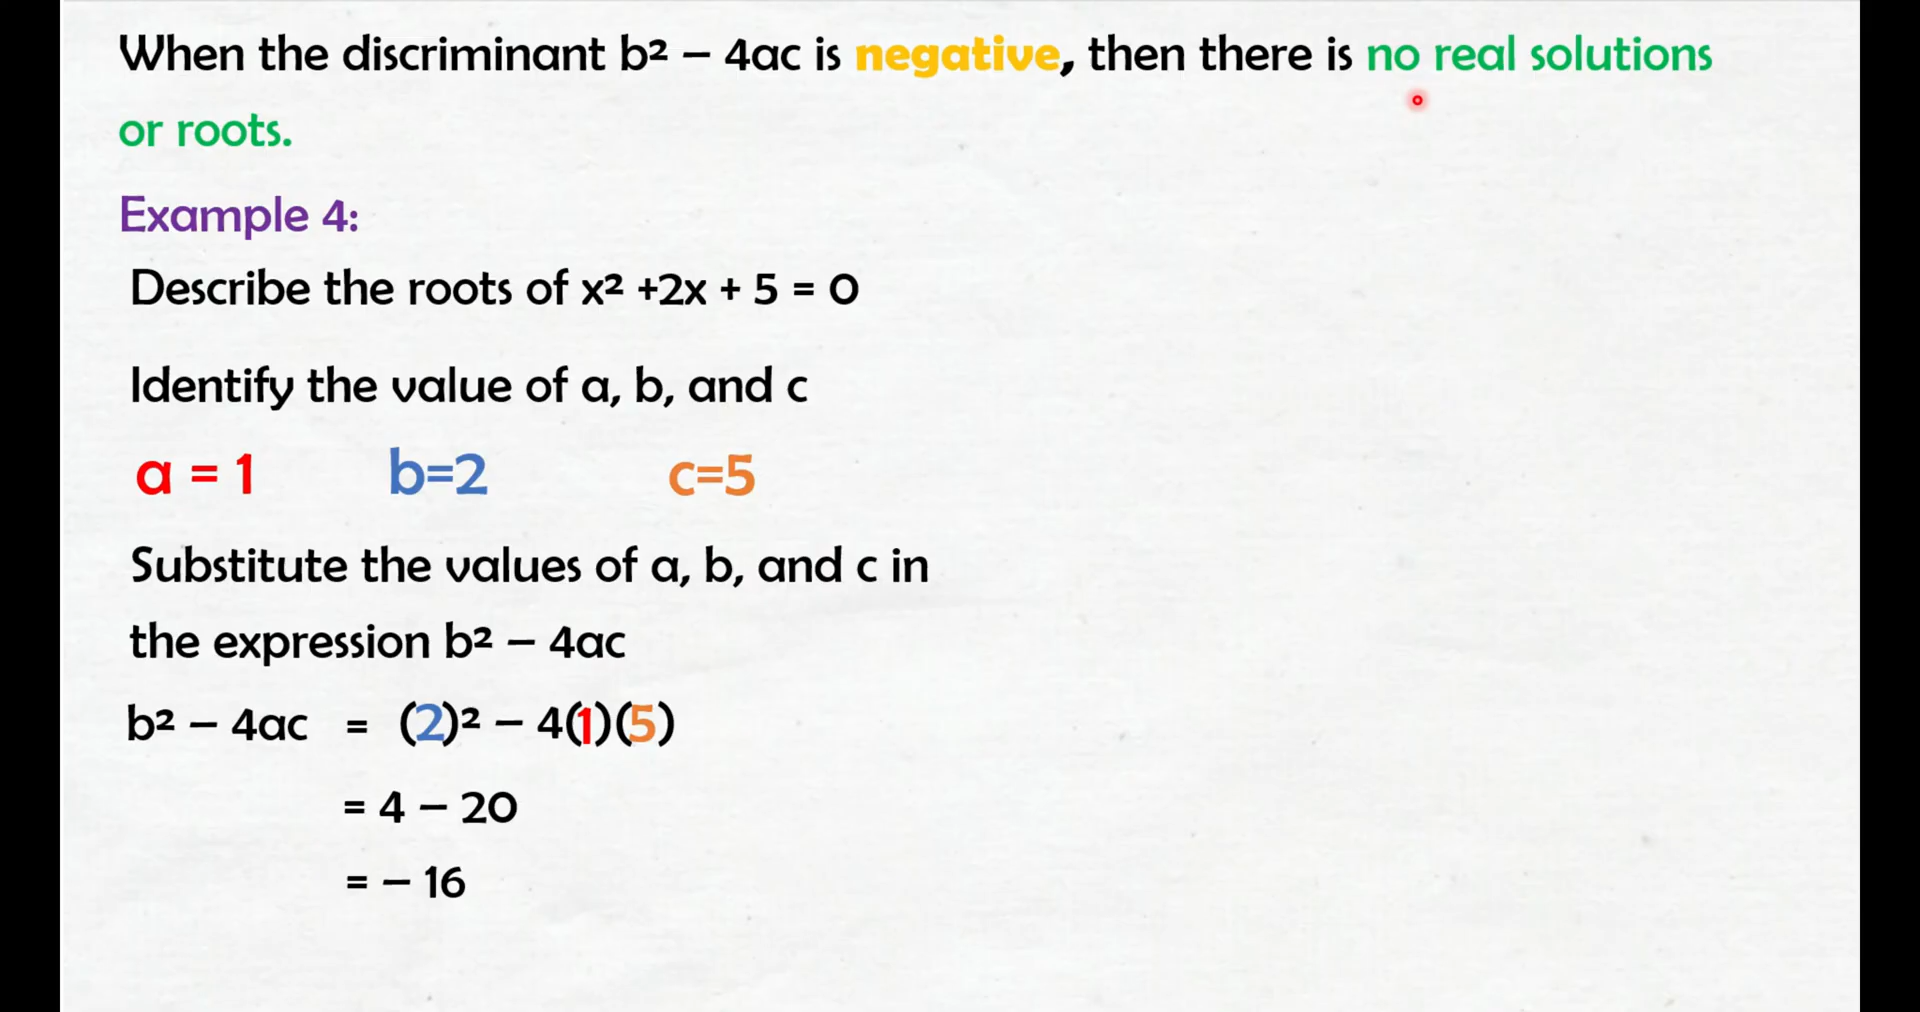 When the discriminant b² – 4ac is negative, then there is no real solutions
or roots.
Example 4:
Describe the roots of x² +2x + 5 = 0
Identify the value of a, b, and c
a = 1 b=2 c=5
Substitute the values of a, b, and c in
the expression b² – 4ac
b² – 4ac = (2)² – 4(1)(5)
= 4 – 20
= – 16